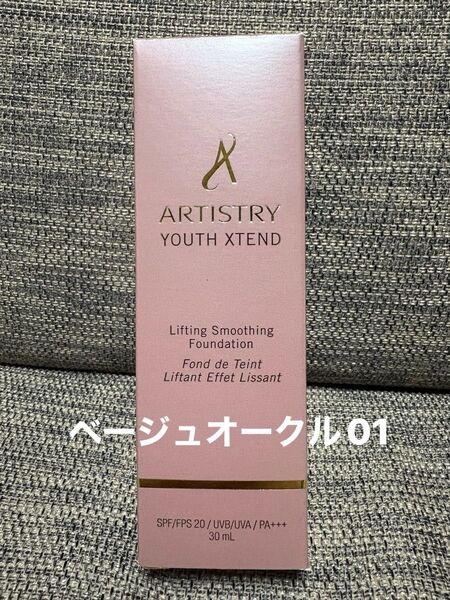 ARTISTRY
YOUTH XTEND
Lifting Smoothing
Foundation
Fond de Teint
Liftant Effet Lissant
ベージュオークル01
SPF/FPS 20 / UVB/UVA / PA+++
30 mL